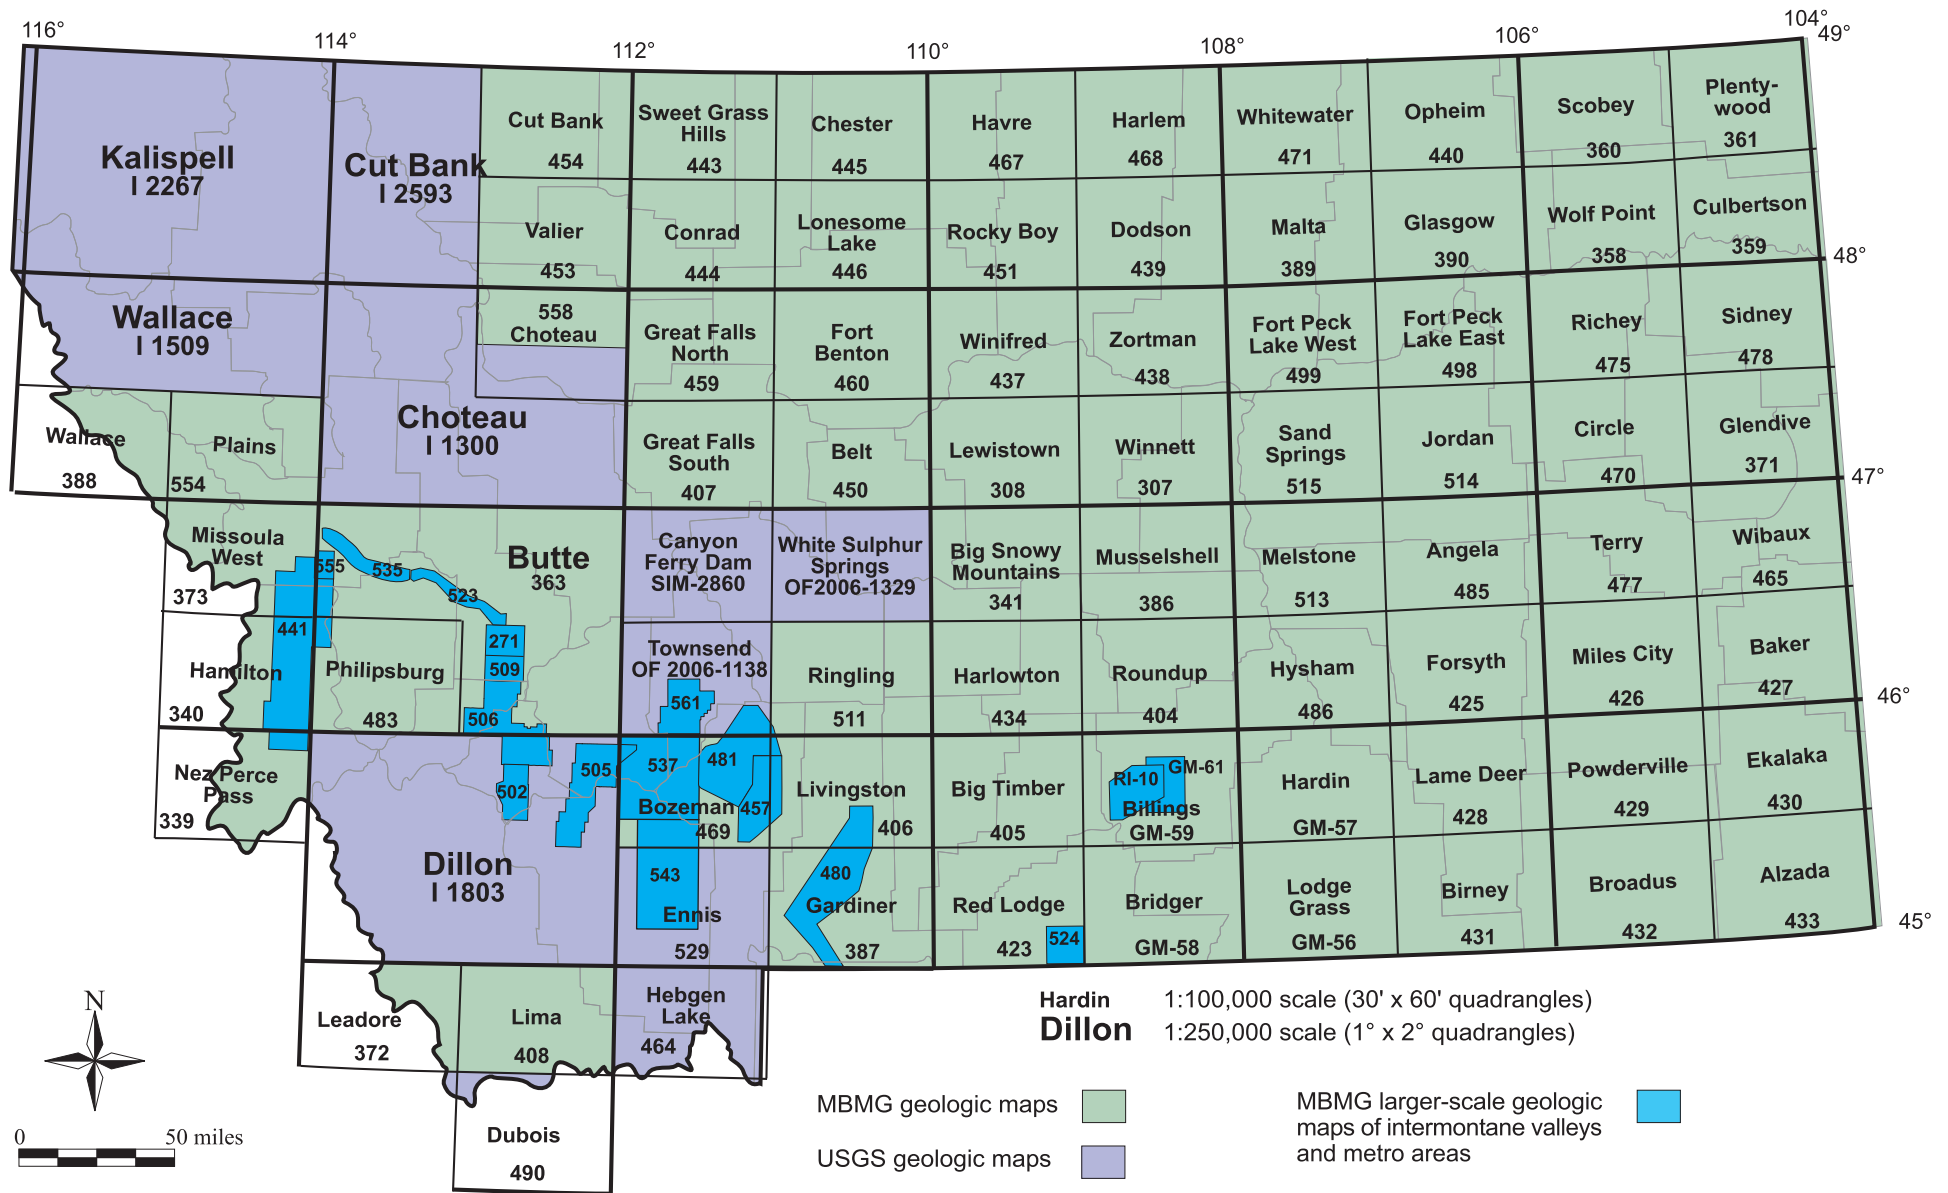 116°
114°
112°
110°
108°
106°
104°
49°
Kalispell
I 2267
Cut Bank
I 2593
Cut Bank
454
Sweet Grass
Hills
443
Chester
445
Havre
467
Harlem
468
Whitewater
471
Opheim
440
Scobey
360
Plenty-
wood
361
Valier
453
Conrad
444
Lonesome
Lake
446
Rocky Boy
451
Dodson
439
Malta
389
Glasgow
390
Wolf Point
358
Culbertson
359
48°
Wallace
I 1509
558
Choteau
Great Falls
North
459
Fort
Benton
460
Winifred
437
Zortman
438
Fort Peck
Lake West
499
Fort Peck
Lake East
498
Richey
475
Sidney
478
Wallace
388
Plains
554
Choteau
I 1300
Great Falls
South
407
Belt
450
Lewistown
308
Winnett
307
Sand
Springs
515
Jordan
514
Circle
470
Glendive
371
47°
Missoula
West
373
555
535
523
Butte
363
Canyon
Ferry Dam
SIM-2860
White Sulphur
Springs
OF2006-1329
Big Snowy
Mountains
341
Musselshell
386
Melstone
513
Angela
485
Terry
477
Wibaux
465
441
Hamilton
340
Philipsburg
483
271
509
506
Townsend
OF 2006-1138
561
Ringling
511
Harlowton
434
Roundup
404
Hysham
486
Forsyth
425
Miles City
426
Baker
427
46°
Nez Perce
Pass
339
502
505
537
481
457
Bozeman
469
Livingston
406
Big Timber
405
RI-10
GM-61
Billings
GM-59
Hardin
GM-57
Lame Deer
428
Powderville
429
Ekalaka
430
Dillon
I 1803
543
Ennis
529
480
Gardiner
387
Red Lodge
423
524
Bridger
GM-58
Lodge
Grass
GM-56
Birney
431
Broadus
432
Alzada
433
45°
Leadore
372
Lima
408
Hebgen
Lake
464
Dubois
490
N
0 50 miles
Hardin 1:100,000 scale (30' x 60' quadrangles)
Dillon 1:250,000 scale (1° x 2° quadrangles)
MBMG geologic maps
USGS geologic maps
MBMG larger-scale geologic
maps of intermontane valleys
and metro areas